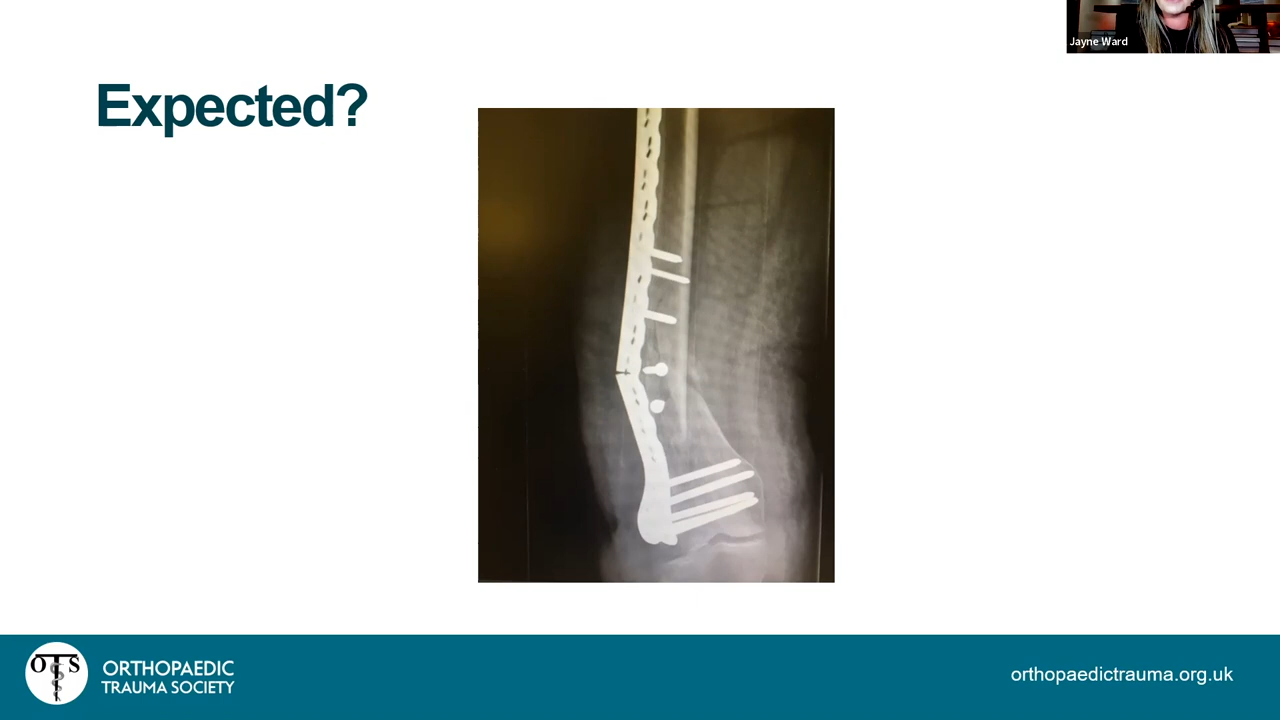 Jayne Ward
Expected?
OTS
ORTHOPAEDIC
TRAUMA SOCIETY
orthopaedictrauma.org.uk